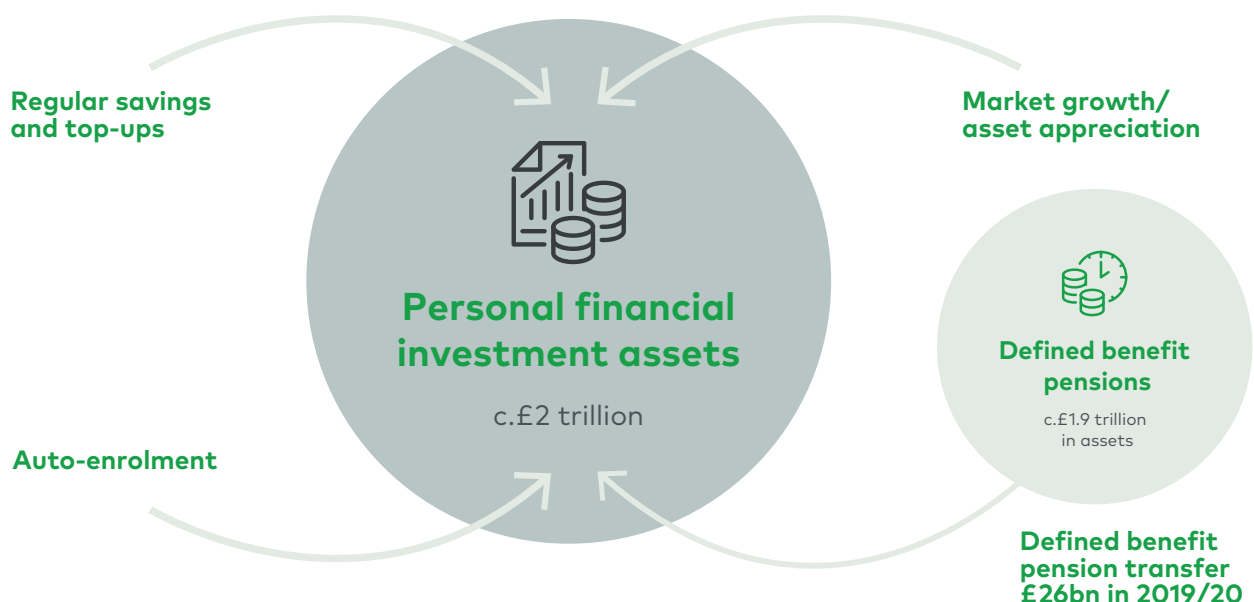 Regular savings
and top-ups
Market growth/
asset appreciation
Personal financial
investment assets
c.£2 trillion
Defined benefit
pensions
c.£1.9 trillion
in assets
Auto-enrolment
Defined benefit
pension transfer
£26bn in 2019/20